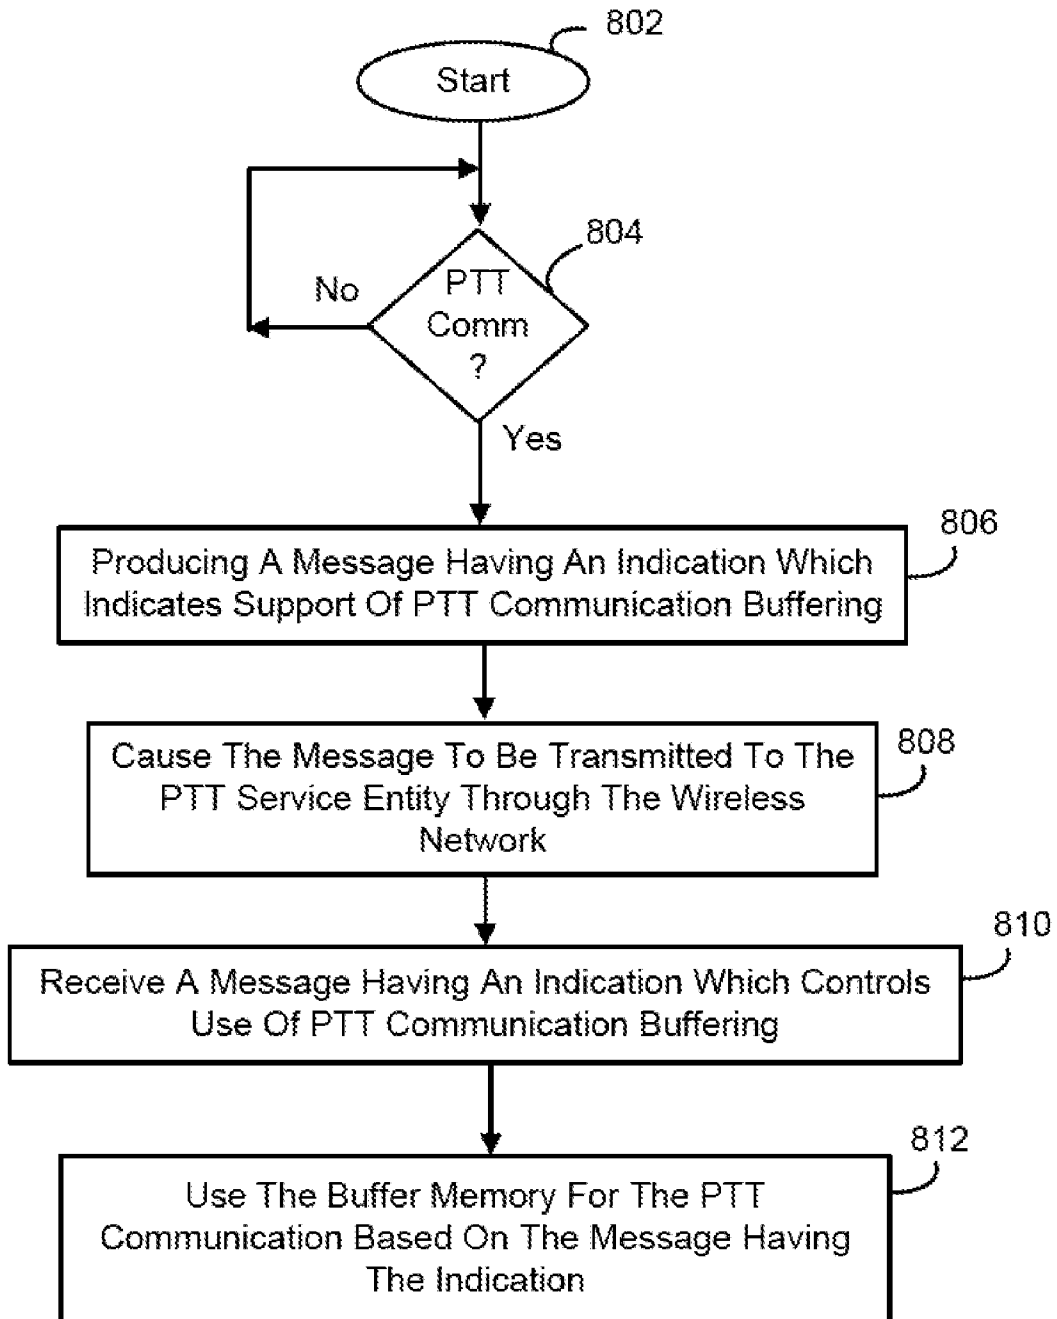 802
Start
804
PTT
Comm
?
No
Yes
806
Producing A Message Having An Indication Which
Indicates Support Of PTT Communication Buffering
808
Cause The Message To Be Transmitted To The
PTT Service Entity Through The Wireless
Network
810
Receive A Message Having An Indication Which Controls
Use Of PTT Communication Buffering
812
Use The Buffer Memory For The PTT
Communication Based On The Message Having
The Indication